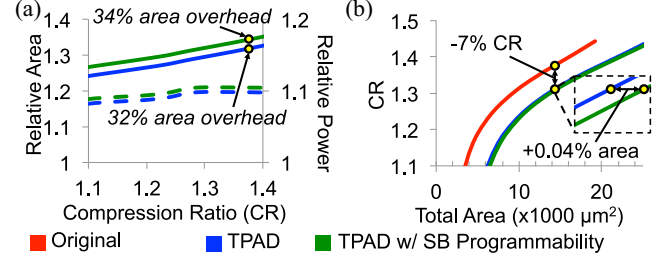 (a)
34% area overhead
Relative Area
1.4
1.3
1.2
1.1
1
32% area overhead
1.2
1.1
1
Relative Power
1.1 1.2 1.3 1.4
Compression Ratio (CR)
(b)
CR
1.5
1.4
1.3
1.2
1.1
-7% CR
+0.04% area
0 10 20
Total Area (x1000 µm²)
Original TPAD TPAD w/ SB Programmability